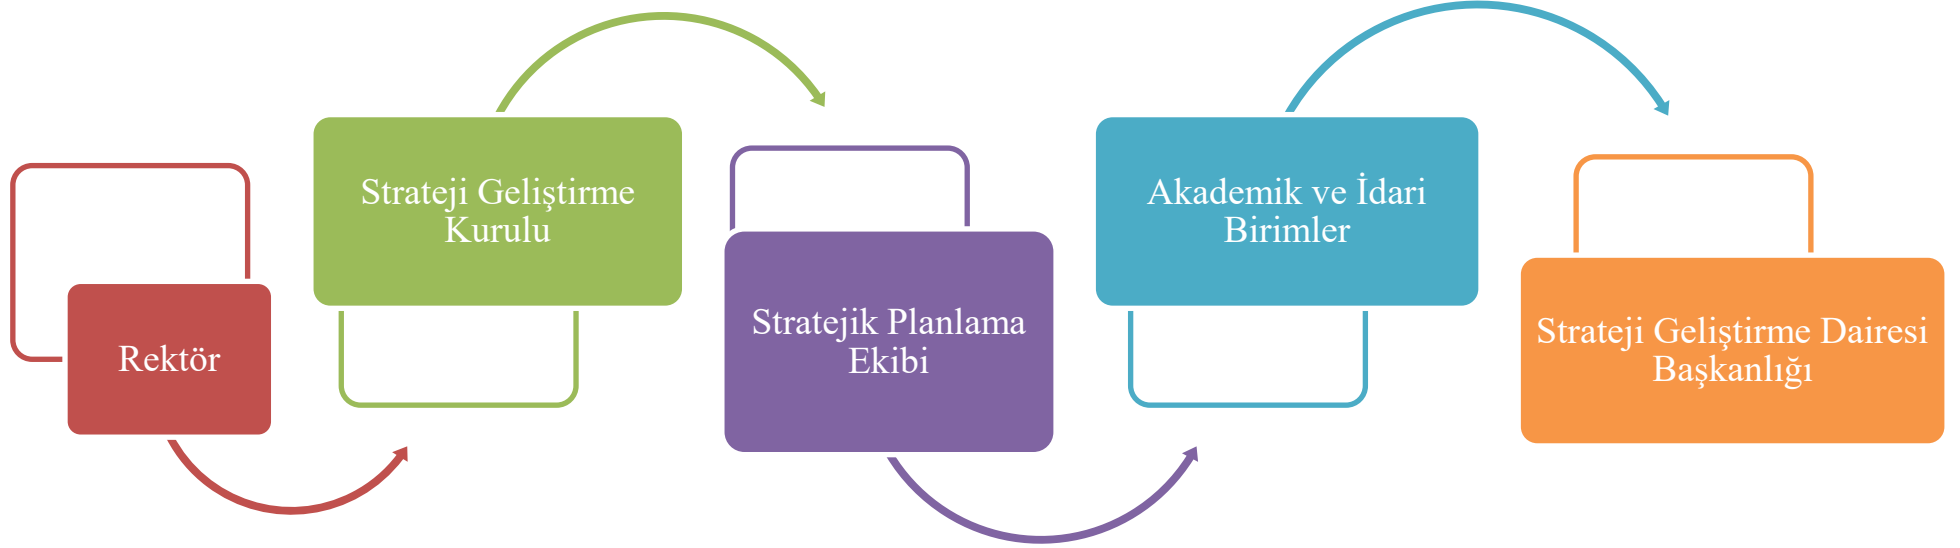 Rektör
Strateji Geliştirme
Kurulu
Stratejik Planlama
Ekibi
Akademik ve İdari
Birimler
Strateji Geliştirme Dairesi
Başkanlığı